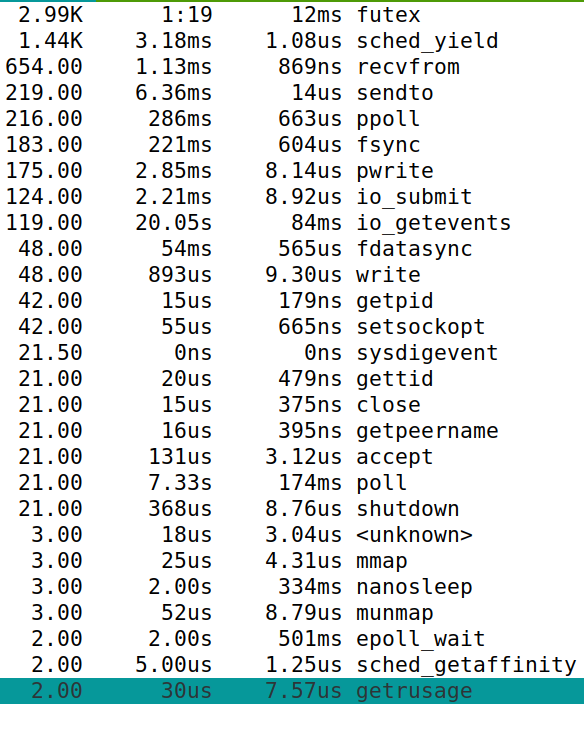 2.99K 1:19 12ms futex
1.44K 3.18ms 1.08us sched_yield
654.00 1.13ms 869ns recvfrom
219.00 6.36ms 14us sendto
216.00 286ms 663us ppoll
183.00 221ms 604us fsync
175.00 2.85ms 8.14us pwrite
124.00 2.21ms 8.92us io_submit
119.00 20.05s 84ms io_getevents
48.00 54ms 565us fdatasync
48.00 893us 9.30us write
42.00 15us 179ns getpid
42.00 55us 665ns setsockopt
21.50 0ns 0ns sysdigevent
21.00 20us 479ns gettid
21.00 15us 375ns close
21.00 16us 395ns getpeername
21.00 131us 3.12us accept
21.00 7.33s 174ms poll
21.00 368us 8.76us shutdown
3.00 18us 3.04us <unknown>
3.00 25us 4.31us mmap
3.00 2.00s 334ms nanosleep
3.00 52us 8.79us munmap
2.00 2.00s 501ms epoll_wait
2.00 5.00us 1.25us sched_getaffinity
2.00 30us 7.57us getrusage